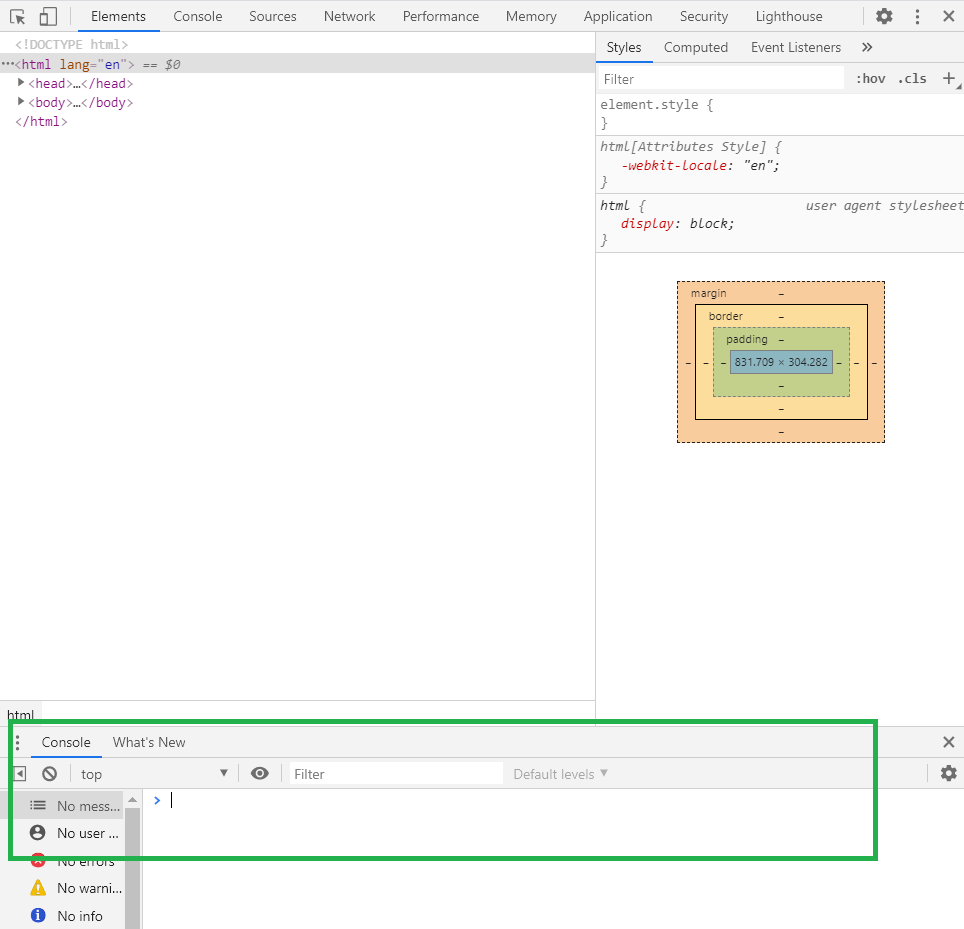 Elements Console Sources Network Performance Memory Application Security Lighthouse
<!DOCTYPE html>
···<html lang="en"> == $0
<head>…</head>
<body>…</body>
</html>
html
Styles Computed Event Listeners »
Filter :hov .cls +
element.style {
}
html[Attributes Style] {
-webkit-locale: "en";
}
html { user agent stylesheet
display: block;
}
margin –
border –
padding –
– – – 831.709 × 304.282 – – –
–
–
–
Console What's New
top Filter Default levels
No mess... >
No user ...
No errors
No warni...
No info